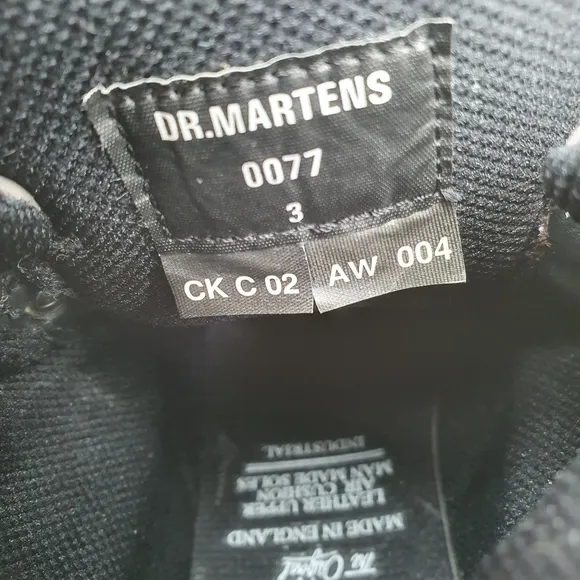 DR.MARTENS
0077
3
CK C 02
AW 004
The Original
MADE IN ENGLAND
LEATHER UPPER
AIR CUSHION
MAN MADE SOLES
INDUSTRIAL